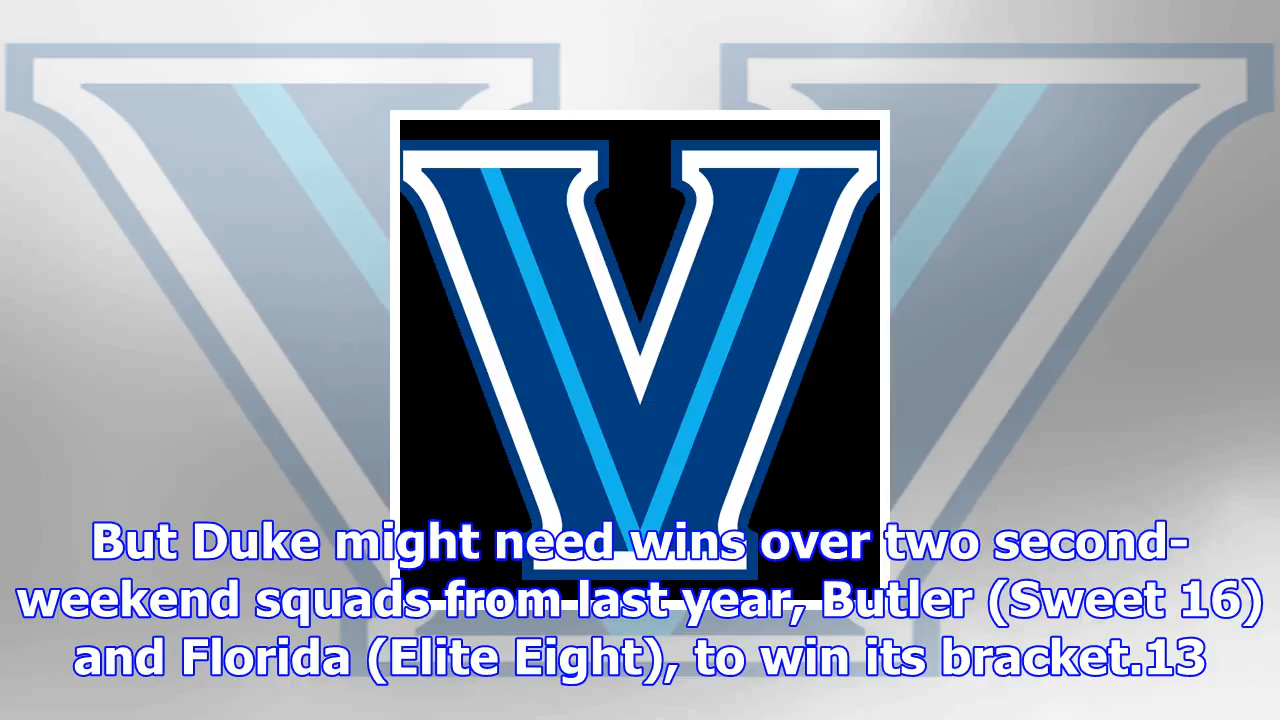 V
But Duke might need wins over two second-
weekend squads from last year, Butler (Sweet 16)
and Florida (Elite Eight), to win its bracket.13